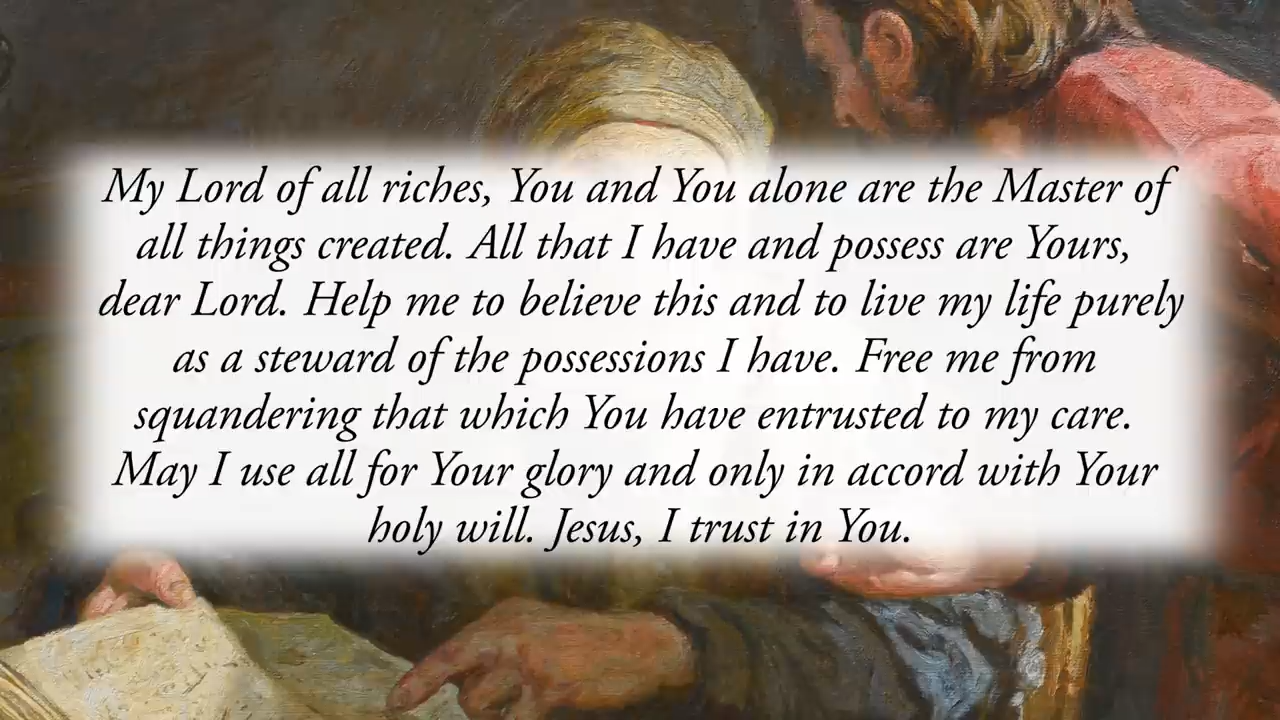 My Lord of all riches, You and You alone are the Master of
all things created. All that I have and possess are Yours,
dear Lord. Help me to believe this and to live my life purely
as a steward of the possessions I have. Free me from
squandering that which You have entrusted to my care.
May I use all for Your glory and only in accord with Your
holy will. Jesus, I trust in You.